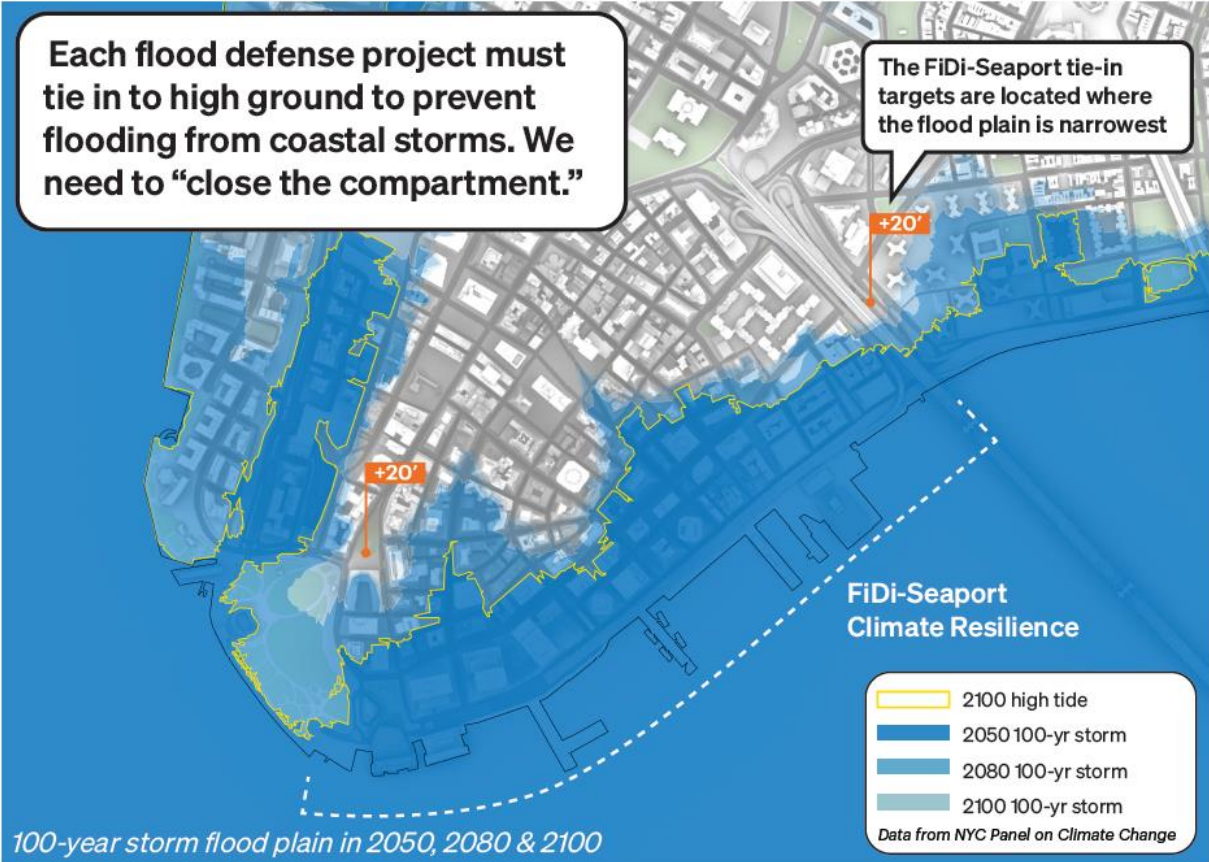 Each flood defense project must
tie in to high ground to prevent
flooding from coastal storms. We
need to “close the compartment.”
The FiDi-Seaport tie-in
targets are located where
the flood plain is narrowest
+20’
+20’
FiDi-Seaport
Climate Resilience
2100 high tide
2050 100-yr storm
2080 100-yr storm
2100 100-yr storm
Data from NYC Panel on Climate Change
100-year storm flood plain in 2050, 2080 & 2100